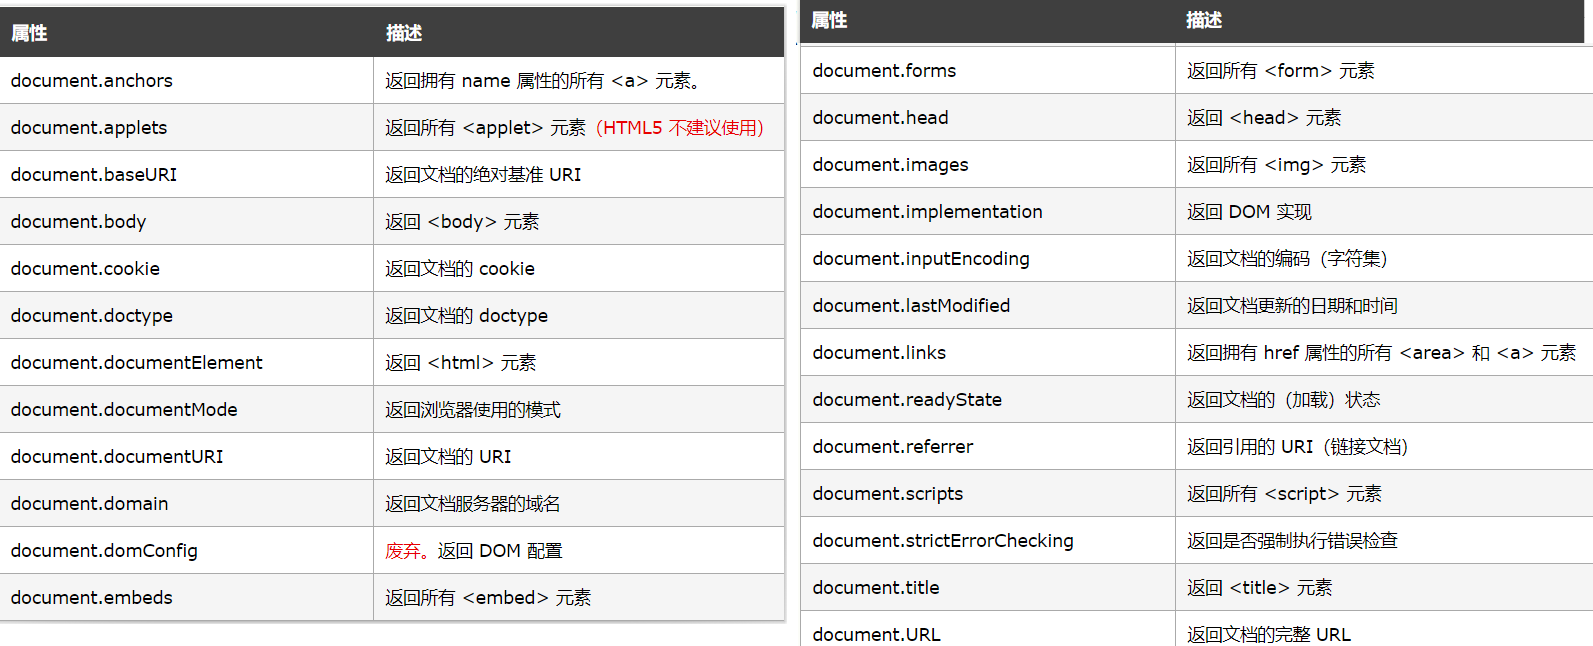 属性 描述
document.anchors 返回拥有 name 属性的所有 <a> 元素。
document.applets 返回所有 <applet> 元素（HTML5 不建议使用）
document.baseURI 返回文档的绝对基准 URI
document.body 返回 <body> 元素
document.cookie 返回文档的 cookie
document.doctype 返回文档的 doctype
document.documentElement 返回 <html> 元素
document.documentMode 返回浏览器使用的模式
document.documentURI 返回文档的 URI
document.domain 返回文档服务器的域名
document.domConfig 废弃。返回 DOM 配置
document.embeds 返回所有 <embed> 元素
属性 描述
document.forms 返回所有 <form> 元素
document.head 返回 <head> 元素
document.images 返回所有 <img> 元素
document.implementation 返回 DOM 实现
document.inputEncoding 返回文档的编码（字符集）
document.lastModified 返回文档更新的日期和时间
document.links 返回拥有 href 属性的所有 <area> 和 <a> 元素
document.readyState 返回文档的（加载）状态
document.referrer 返回引用的 URI（链接文档）
document.scripts 返回所有 <script> 元素
document.strictErrorChecking 返回是否强制执行错误检查
document.title 返回 <title> 元素
document.URL 返回文档的完整 URL